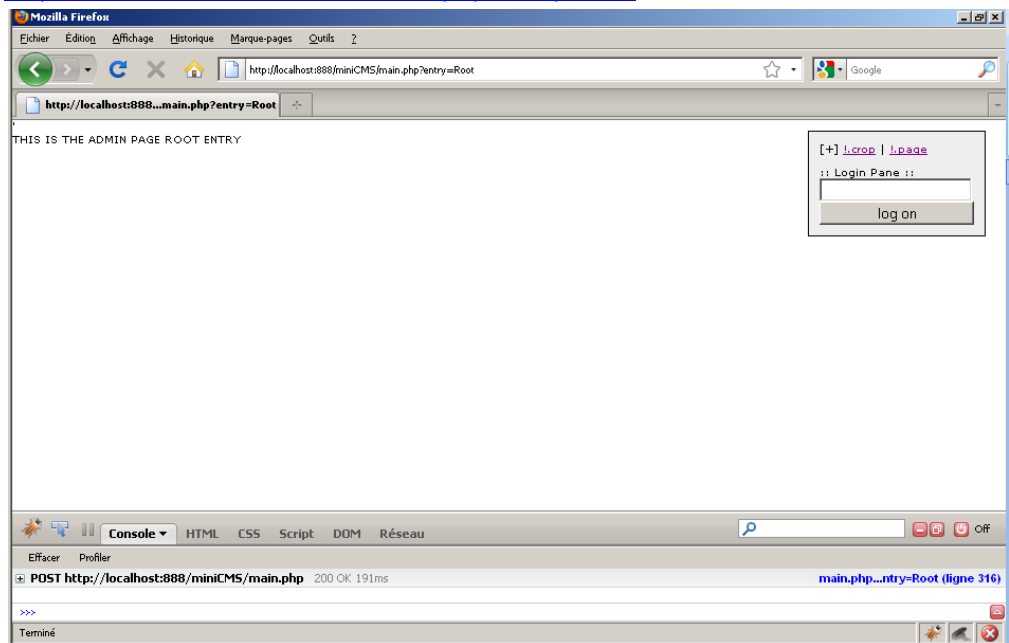 Mozilla Firefox
Eichier Édition Affichage Historique Marque-pages Outils ?
http://localhost:888/miniCMS/main.php?entry=Root
Google
http://localhost:888...main.php?entry=Root
'
THIS IS THE ADMIN PAGE ROOT ENTRY
[+] !.crop | !.page
:: Login Pane ::
log on
Console HTML CSS Script DOM Réseau
Off
Effacer Profiler
POST http://localhost:888/miniCMS/main.php 200 OK 191ms
main.php...ntry=Root (ligne 316)
>>>
Terminé